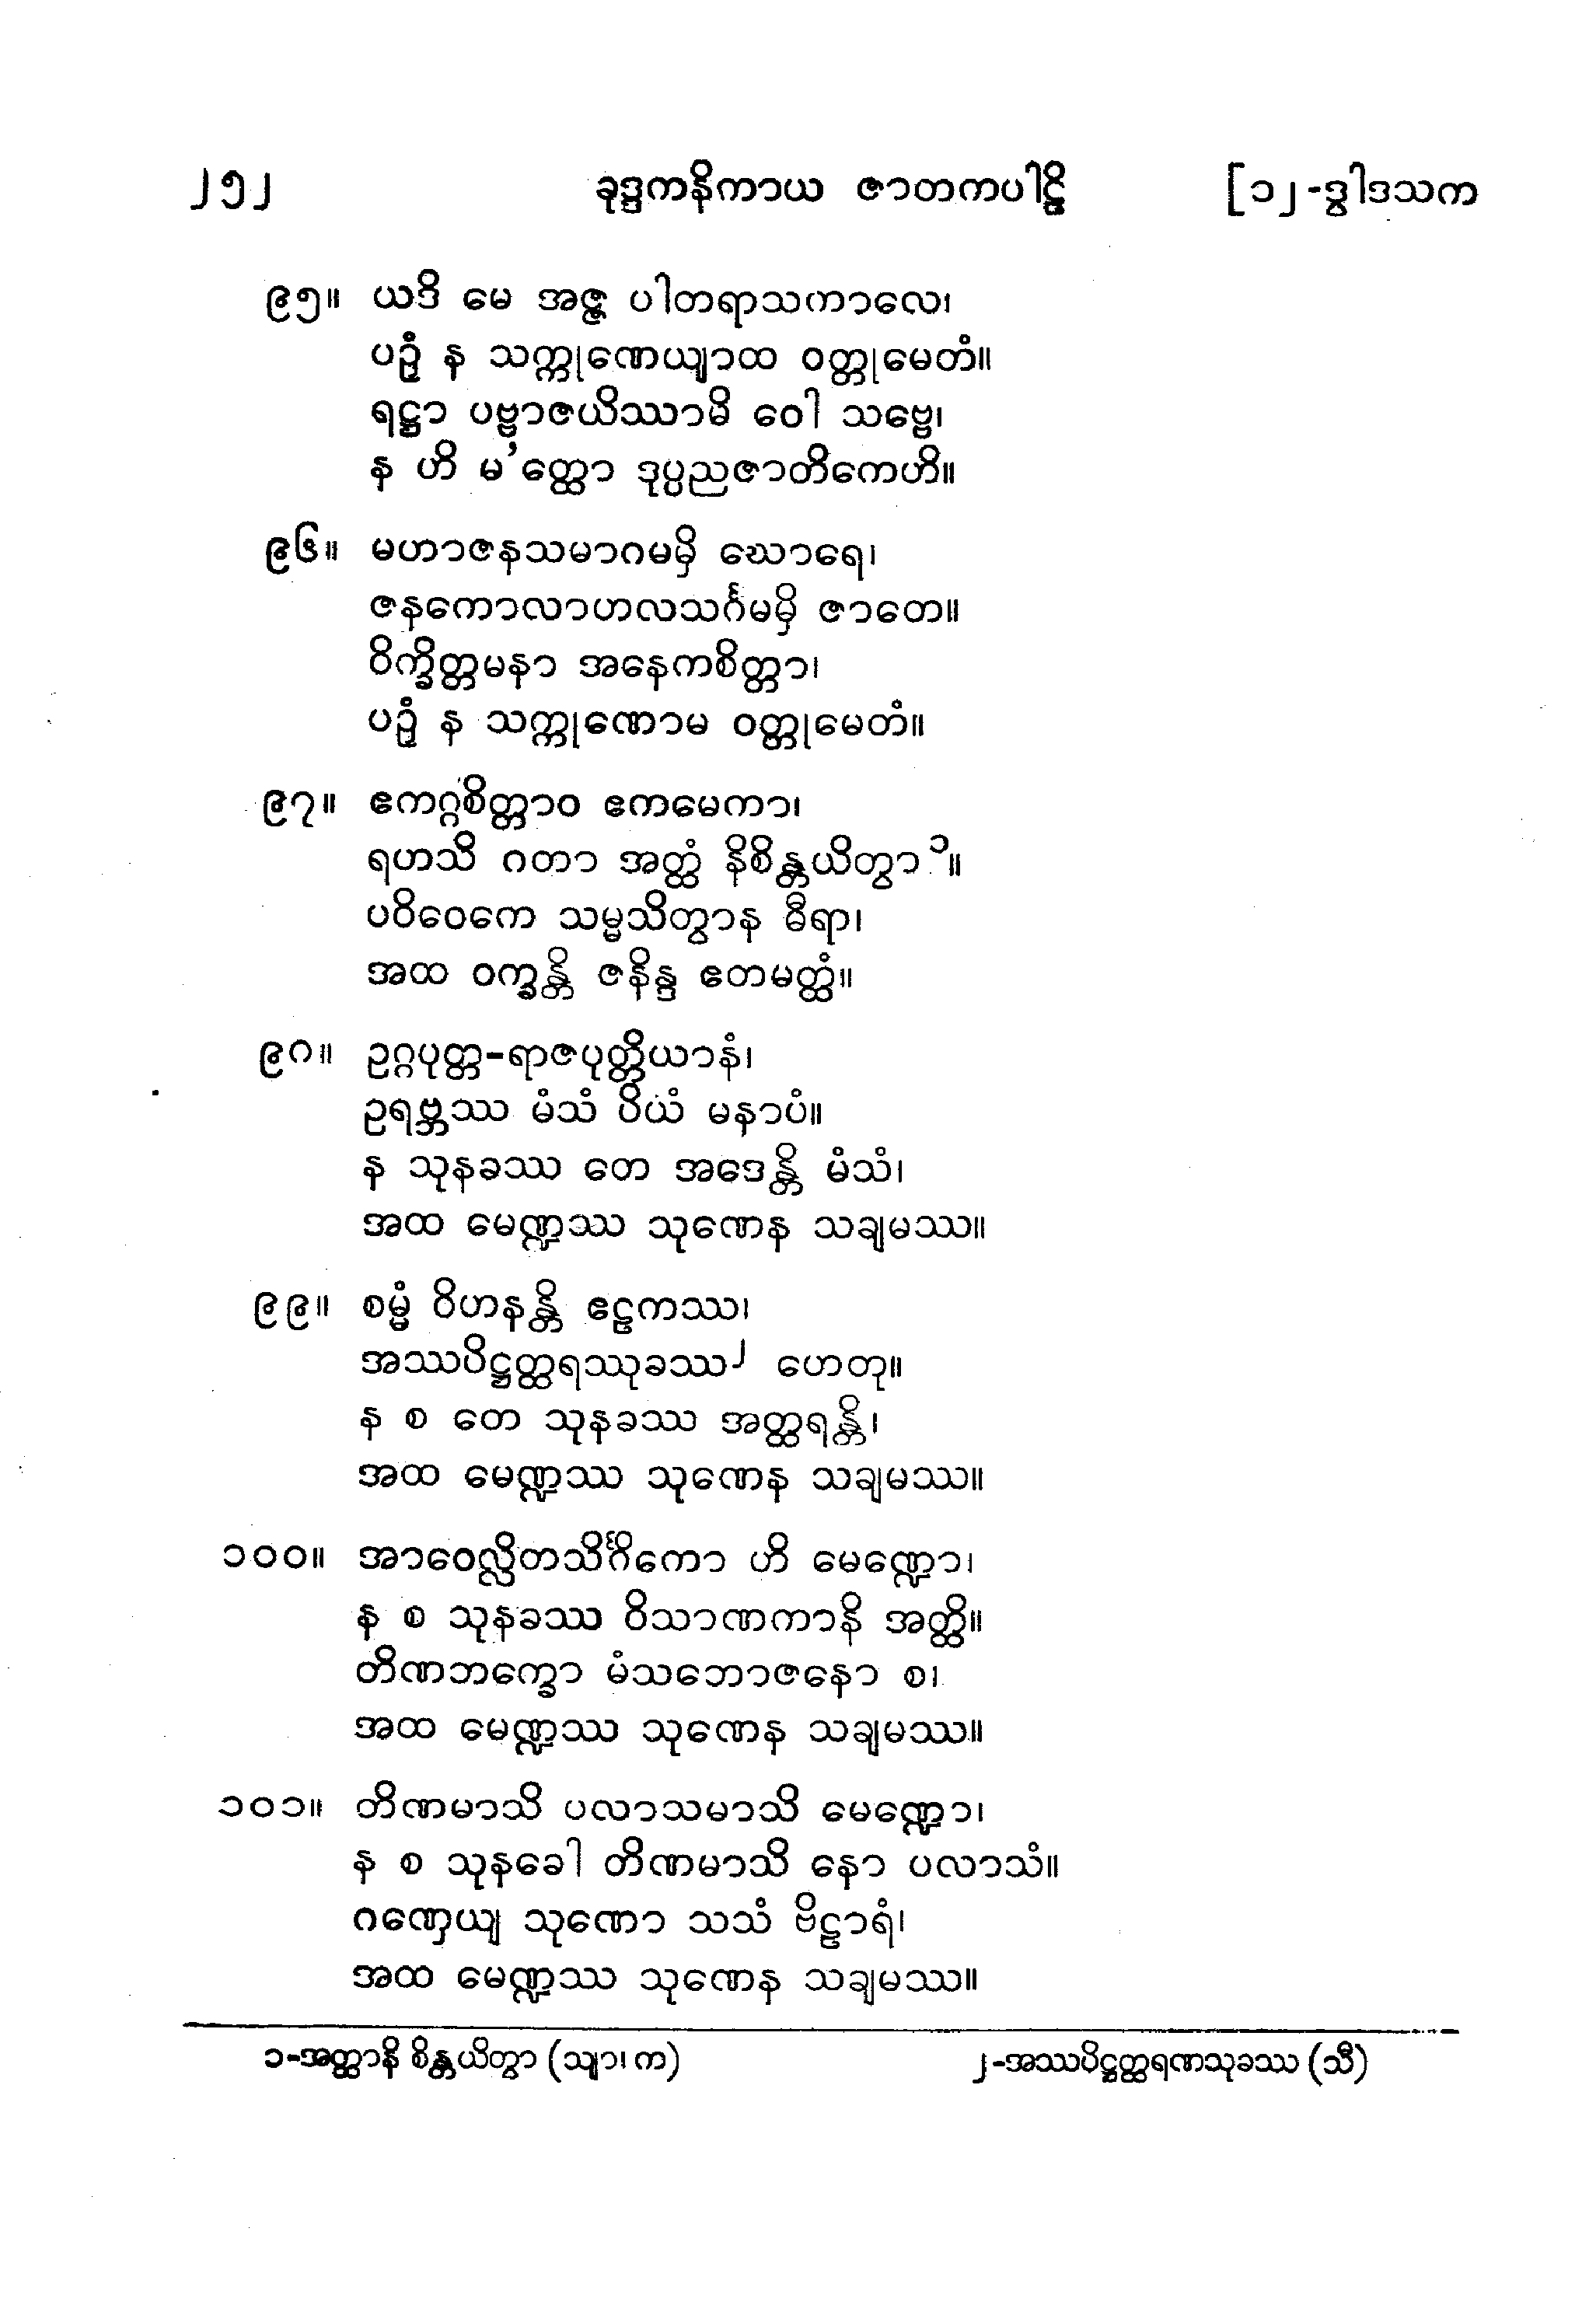 ၂၅၂ ခုဒ္ဒကနိကာယ ဇာတကပါဠိ [၁၂-ဒွါဒသက
၉၅။ ယဒိ မေ အဇ္ဇ ပါတရာသကာလေ၊
ပဉှံ န သက္ကုဏေယျာထ ဝတ္တုမေတံ။
ရဋ္ဌာ ပဗ္ဗာဇယိဿာမိ ဝေါ သဗ္ဗေ၊
န ဟိ မ’တ္ထော ဒုပ္ပညဇာတိကေဟိ။
၉၆။ မဟာဇနသမာဂမမှိ ဃောရေ၊
ဇနကောလာဟလသင်္ဂမမှိ ဇာတေ။
ဝိက္ခိတ္တမနာ အနေကစိတ္တာ၊
ပဉှံ န သက္ကုဏောမ ဝတ္တုမေတံ။
၉၇။ ဧကဂ္ဂစိတ္တာဝ ဧကမေကာ၊
ရဟသိ ဂတာ အတ္ထံ နိစိန္တယိတွာ၁။
ပဝိဝေကေ သမ္မသိတွာန ဓီရာ၊
အထ ဝက္ခန္တိ ဇနိန္ဒ ဧတမတ္ထံ။
၉၈။ ဥဂ္ဂပုတ္တ-ရာဇပုတ္တိယာနံ၊
ဥရဗ္ဘဿ မံသံ ပိယံ မနာပံ။
န သုနခဿ တေ အဒေန္တိ မံသံ၊
အထ မေဏ္ဍဿ သုဏေန သချမဿ။
၉၉။ စမ္မံ ဝိဟနန္တိ ဧဠကဿ၊
အဿပိဋ္ဌတ္ထရဿုခဿ၂ ဟေတု။
န စ တေ သုနခဿ အတ္ထရန္တိ၊
အထ မေဏ္ဍဿ သုဏေန သချမဿ။
၁၀၀။ အာဝေလ္လိတသိင်္ဂိကော ဟိ မေဏ္ဍော၊
န စ သုနခဿ ဝိသာဏကာနိ အတ္ထိ။
တိဏဘက္ခော မံသဘောဇနော စ၊
အထ မေဏ္ဍဿ သုဏေန သချမဿ။
၁၀၁။ တိဏမာသိ ပလာသမာသိ မေဏ္ဍော၊
န စ သုနခေါ တိဏမာသိ နော ပလာသံ။
ဂဏှေယျ သုဏော သသံ ဗိဠာရံ၊
အထ မေဏ္ဍဿ သုဏေန သချမဿ။
၁-အတ္ထာနိ စိန္တယိတွာ (သျာ၊ က) ၂-အဿပိဋ္ဌတ္ထရဏသုခဿ (သီ)